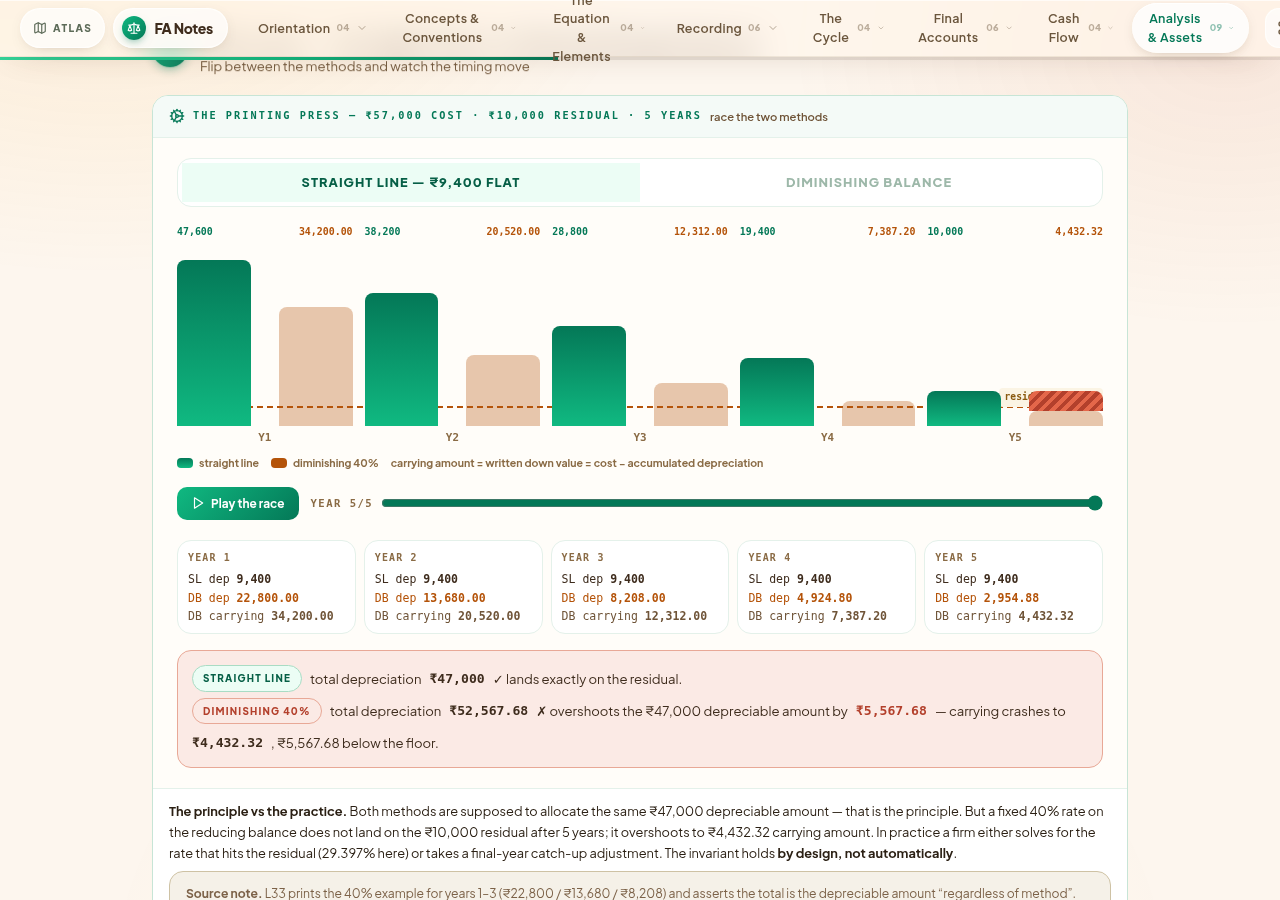 ATLAS
FA Notes
Orientation 04
Concepts & Conventions 04
The Equation & Elements 04
Recording 06
The Cycle 04
Final Accounts 06
Cash Flow 04
Analysis & Assets 09
Flip between the methods and watch the timing move
THE PRINTING PRESS — ₹57,000 COST · ₹10,000 RESIDUAL · 5 YEARS race the two methods
STRAIGHT LINE — ₹9,400 FLAT
DIMINISHING BALANCE
47,600 34,200.00 38,200 20,520.00 28,800 12,312.00 19,400 7,387.20 10,000 4,432.32
Y1 Y2 Y3 Y4 Y5
straight line diminishing 40% carrying amount = written down value = cost – accumulated depreciation
Play the race YEAR 5/5
YEAR 1
SL dep 9,400
DB dep 22,800.00
DB carrying 34,200.00
YEAR 2
SL dep 9,400
DB dep 13,680.00
DB carrying 20,520.00
YEAR 3
SL dep 9,400
DB dep 8,208.00
DB carrying 12,312.00
YEAR 4
SL dep 9,400
DB dep 4,924.80
DB carrying 7,387.20
YEAR 5
SL dep 9,400
DB dep 2,954.88
DB carrying 4,432.32
STRAIGHT LINE total depreciation ₹47,000 ✓ lands exactly on the residual.
DIMINISHING 40% total depreciation ₹52,567.68 ✗ overshoots the ₹47,000 depreciable amount by ₹5,567.68 — carrying crashes to
₹4,432.32 , ₹5,567.68 below the floor.
The principle vs the practice. Both methods are supposed to allocate the same ₹47,000 depreciable amount — that is the principle. But a fixed 40% rate on
the reducing balance does not land on the ₹10,000 residual after 5 years; it overshoots to ₹4,432.32 carrying amount. In practice a firm either solves for the
rate that hits the residual (29.397% here) or takes a final-year catch-up adjustment. The invariant holds by design, not automatically.
Source note. L33 prints the 40% example for years 1–3 (₹22,800 / ₹13,680 / ₹8,208) and asserts the total is the depreciable amount “regardless of method”.